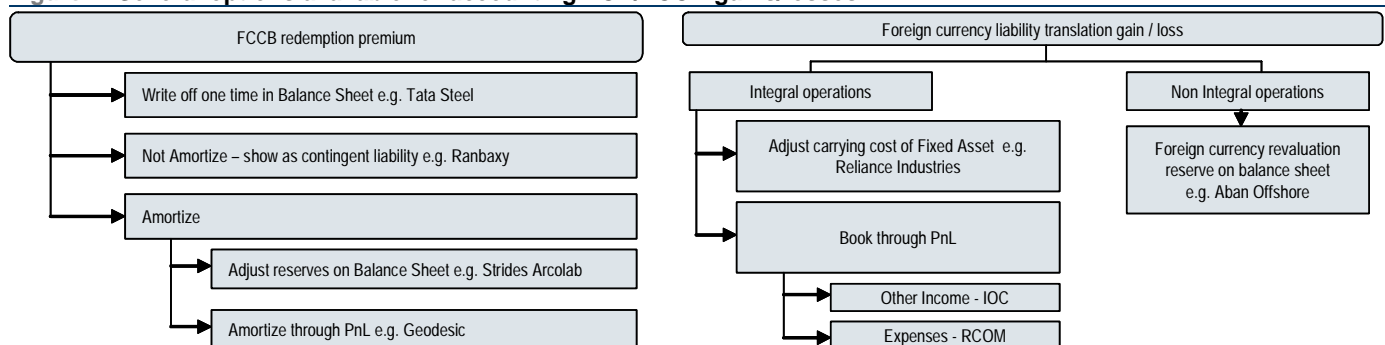 FCCB redemption premium
Write off one time in Balance Sheet e.g. Tata Steel
Not Amortize – show as contingent liability e.g. Ranbaxy
Amortize
Adjust reserves on Balance Sheet e.g. Strides Arcolab
Amortize through PnL e.g. Geodesic
Foreign currency liability translation gain / loss
Integral operations
Non Integral operations
Adjust carrying cost of Fixed Asset e.g.
Reliance Industries
Foreign currency revaluation
reserve on balance sheet
e.g. Aban Offshore
Book through PnL
Other Income - IOC
Expenses - RCOM